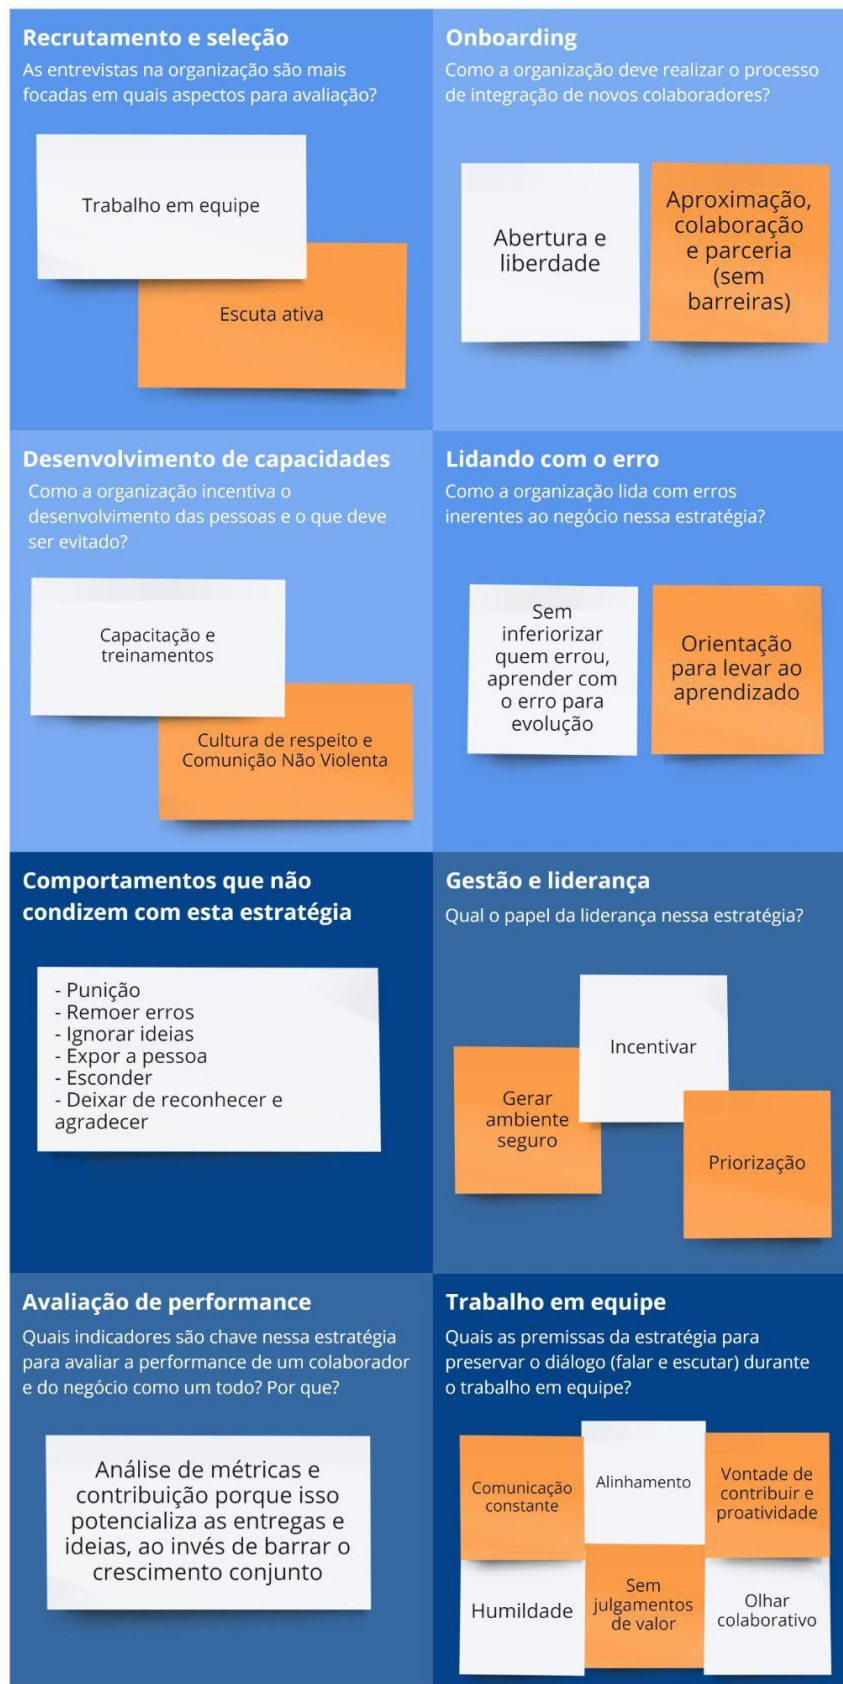 Recrutamento e seleção
As entrevistas na organização são mais
focadas em quais aspectos para avaliação?
Trabalho em equipe
Escuta ativa
Onboarding
Como a organização deve realizar o processo
de integração de novos colaboradores?
Abertura e
liberdade
Aproximação,
colaboração
e parceria
(sem
barreiras)
Desenvolvimento de capacidades
Como a organização incentiva o
desenvolvimento das pessoas e o que deve
ser evitado?
Capacitação e
treinamentos
Cultura de respeito e
Comunição Não Violenta
Lidando com o erro
Como a organização lida com erros
inerentes ao negócio nessa estratégia?
Sem
inferiorizar
quem errou,
aprender com
o erro para
evolução
Orientação
para levar ao
aprendizado
Comportamentos que não
condizem com esta estratégia
- Punição
- Remoer erros
- Ignorar ideias
- Expor a pessoa
- Esconder
- Deixar de reconhecer e
agradecer
Gestão e liderança
Qual o papel da liderança nessa estratégia?
Incentivar
Gerar
ambiente
seguro
Priorização
Avaliação de performance
Quais indicadores são chave nessa estratégia
para avaliar a performance de um colaborador
e do negócio como um todo? Por que?
Análise de métricas e
contribuição porque isso
potencializa as entregas e
ideias, ao invés de barrar o
crescimento conjunto
Trabalho em equipe
Quais as premissas da estratégia para
preservar o diálogo (falar e escutar) durante
o trabalho em equipe?
Comunicação
constante
Alinhamento
Vontade de
contribuir e
proatividade
Humildade
Sem
julgamentos
de valor
Olhar
colaborativo